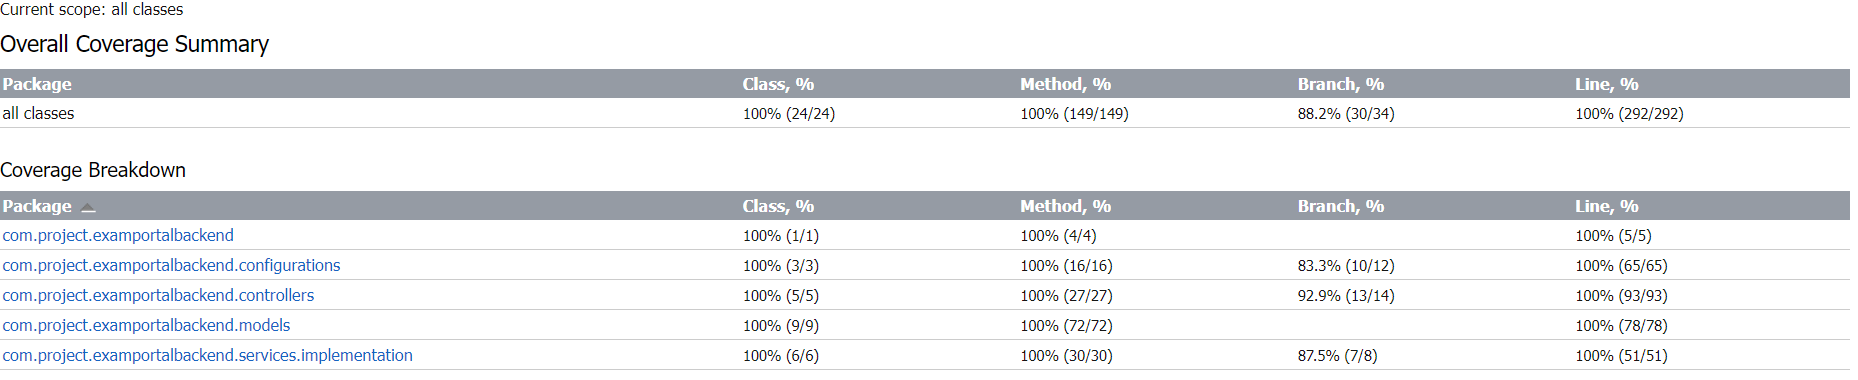 Current scope: all classes
Overall Coverage Summary
Package Class, % Method, % Branch, % Line, %
all classes 100% (24/24) 100% (149/149) 88.2% (30/34) 100% (292/292)
Coverage Breakdown
Package Class, % Method, % Branch, % Line, %
com.project.examportalbackend 100% (1/1) 100% (4/4) 100% (5/5)
com.project.examportalbackend.configurations 100% (3/3) 100% (16/16) 83.3% (10/12) 100% (65/65)
com.project.examportalbackend.controllers 100% (5/5) 100% (27/27) 92.9% (13/14) 100% (93/93)
com.project.examportalbackend.models 100% (9/9) 100% (72/72) 100% (78/78)
com.project.examportalbackend.services.implementation 100% (6/6) 100% (30/30) 87.5% (7/8) 100% (51/51)